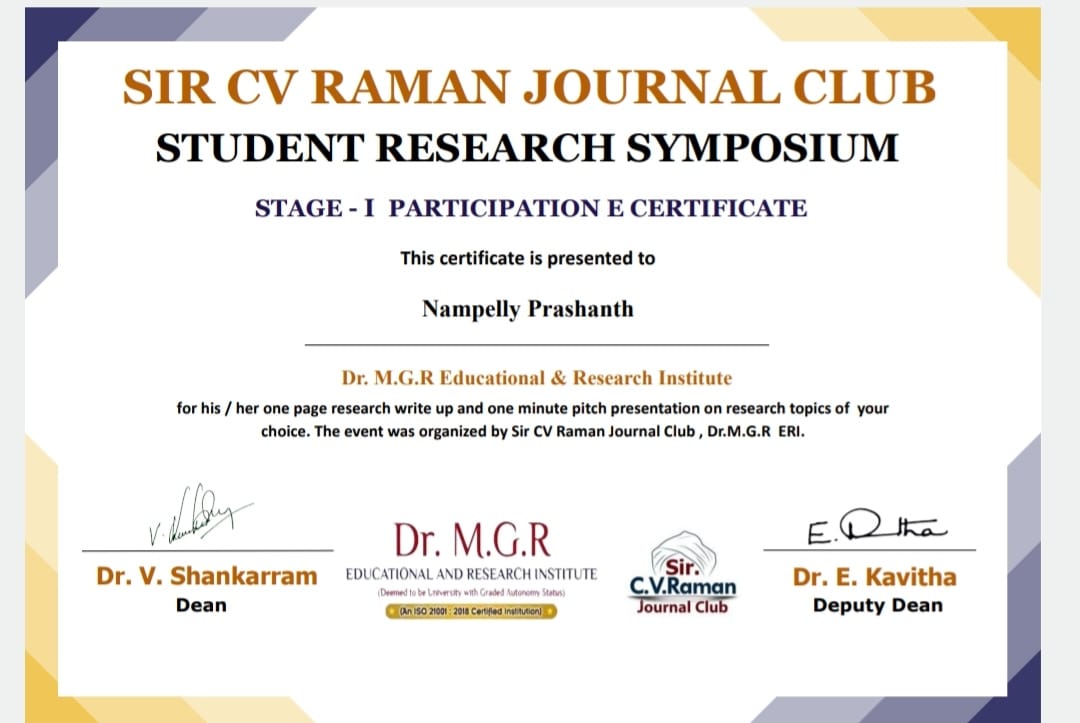 SIR CV RAMAN JOURNAL CLUB
STUDENT RESEARCH SYMPOSIUM
STAGE - I PARTICIPATION E CERTIFICATE
This certificate is presented to
Nampelly Prashanth
Dr. M.G.R Educational & Research Institute
for his / her one page research write up and one minute pitch presentation on research topics of your
choice. The event was organized by Sir CV Raman Journal Club , Dr.M.G.R ERI.
Dr. V. Shankarram
Dean
Dr. M.G.R
EDUCATIONAL AND RESEARCH INSTITUTE
(Deemed to be University with Graded Autonomy Status)
(An ISO 21001 : 2018 Certified Institution)
Sir.
C.V.Raman
Journal Club
Dr. E. Kavitha
Deputy Dean